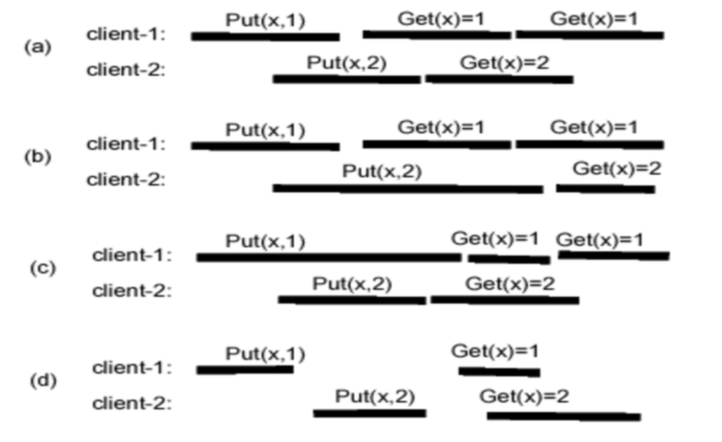 Put(x,1) Get(x)=1 Get(x)=1
(a) client-1:
client-2: Put(x,2) Get(x)=2
Put(x,1) Get(x)=1 Get(x)=1
(b) client-1:
client-2: Put(x,2) Get(x)=2
Put(x,1) Get(x)=1 Get(x)=1
(c) client-1:
client-2: Put(x,2) Get(x)=2
Put(x,1) Get(x)=1
(d) client-1:
client-2: Put(x,2) Get(x)=2